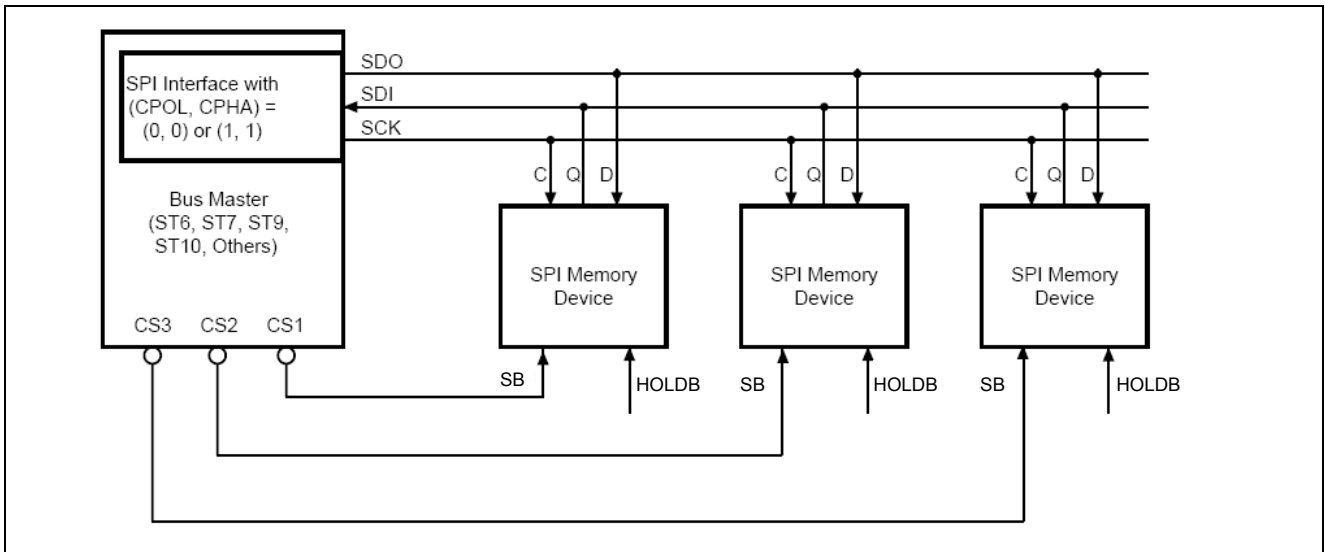 SDO
SPI Interface with
(CPOL, CPHA) =
(0, 0) or (1, 1)
SDI
SCK
Bus Master
(ST6, ST7, ST9,
ST10, Others)
C Q D
C Q D
C Q D
SPI Memory
Device
SPI Memory
Device
SPI Memory
Device
CS3 CS2 CS1
SB HOLDB
SB HOLDB
SB HOLDB